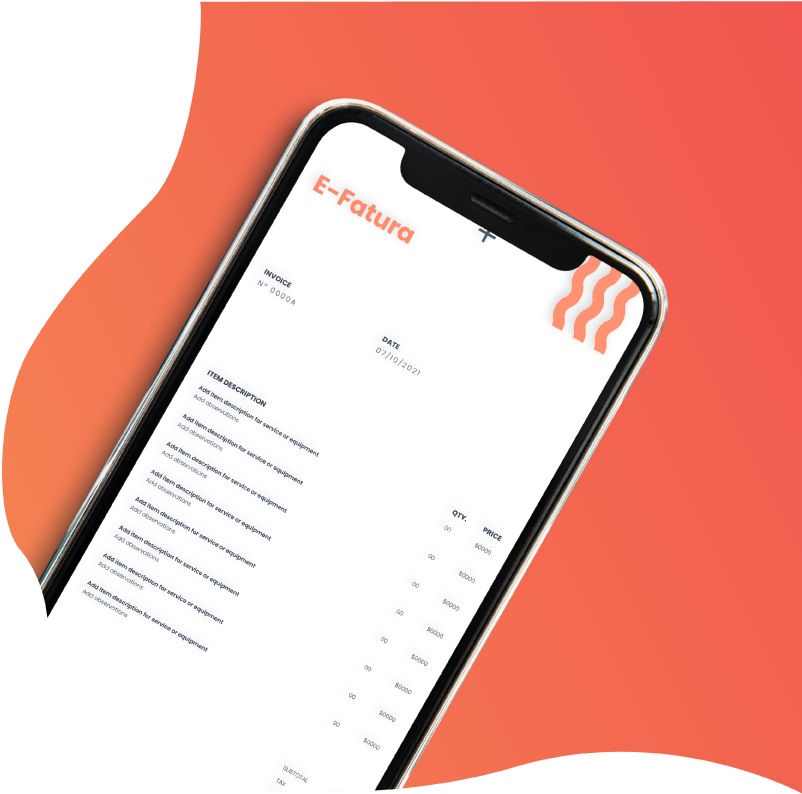 E-Fatura
INVOICE
N° 0000A
DATE
07/19/2021
ITEM DESCRIPTION
Add item description for service or equipment
Add observations
Add item description for service or equipment
Add observations
Add item description for service or equipment
Add observations
Add item description for service or equipment
Add observations
Add item description for service or equipment
Add observations
Add item description for service or equipment
Add observations
Add item description for service or equipment
Add observations
Add item description for service or equipment
Add observations
QTY. PRICE
00 $0000
00 $0000
00 $0000
00 $0000
00 $0000
00 $0000
00 $0000
00 $0000
SUBTOTAL
TAX